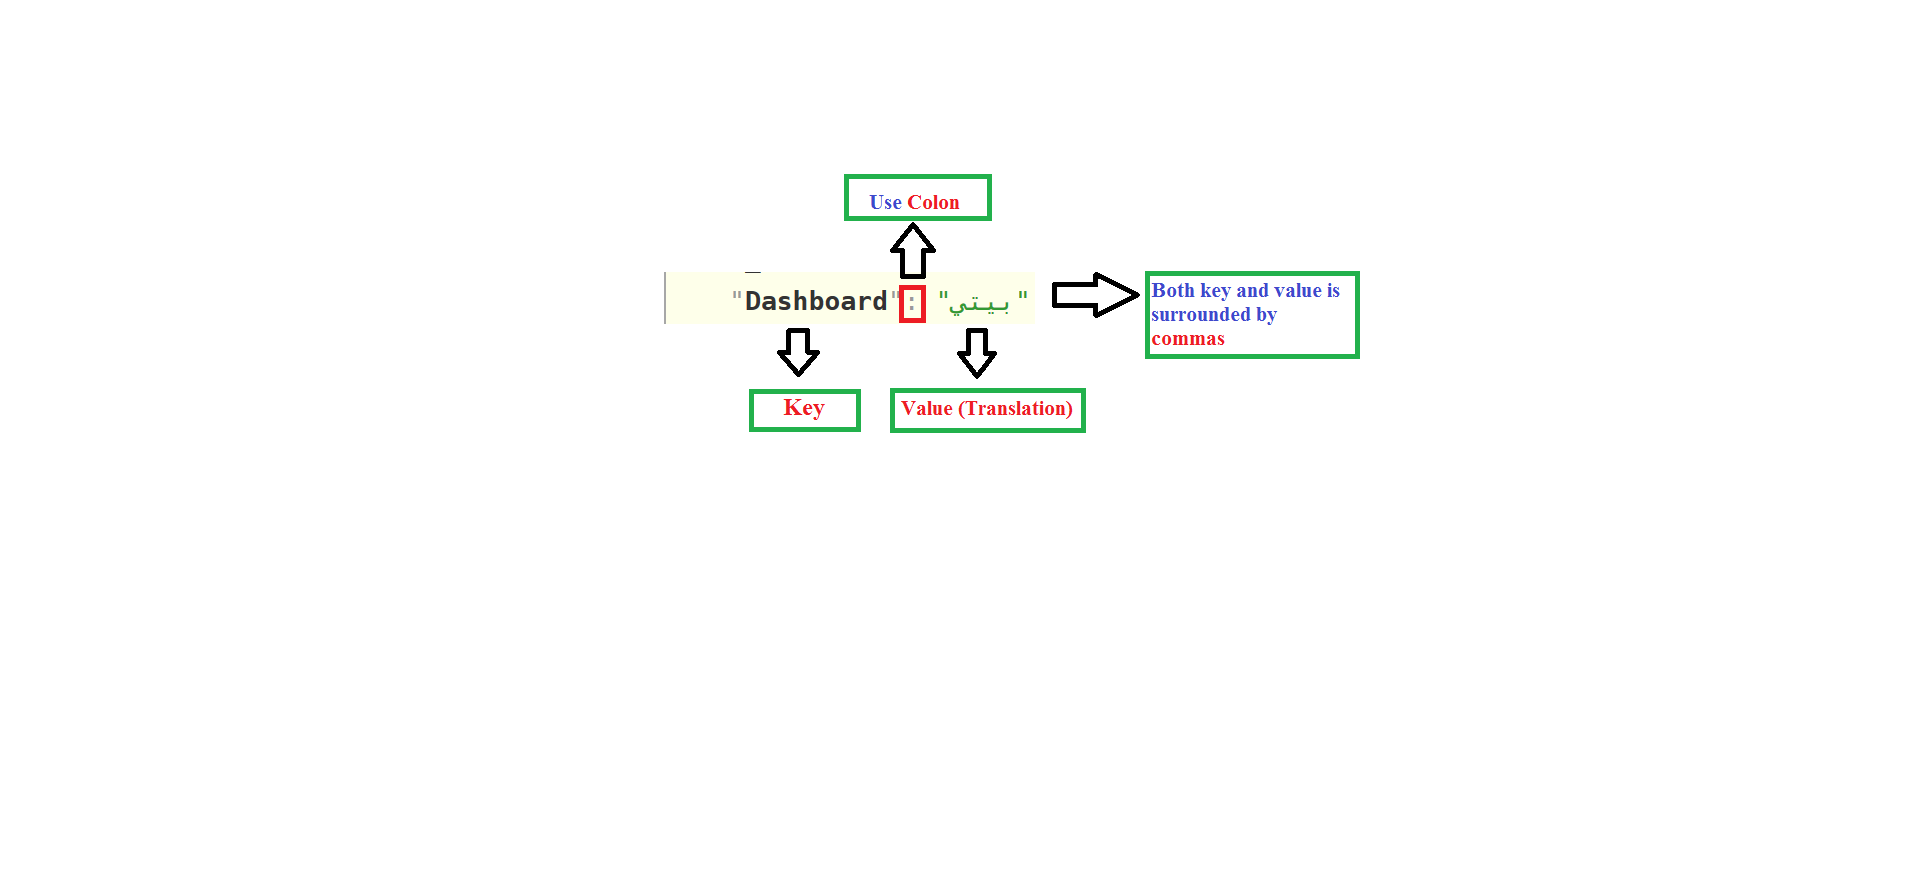 Use Colon
"Dashboard": "بيتي"
Both key and value is
surrounded by
commas
Key
Value (Translation)